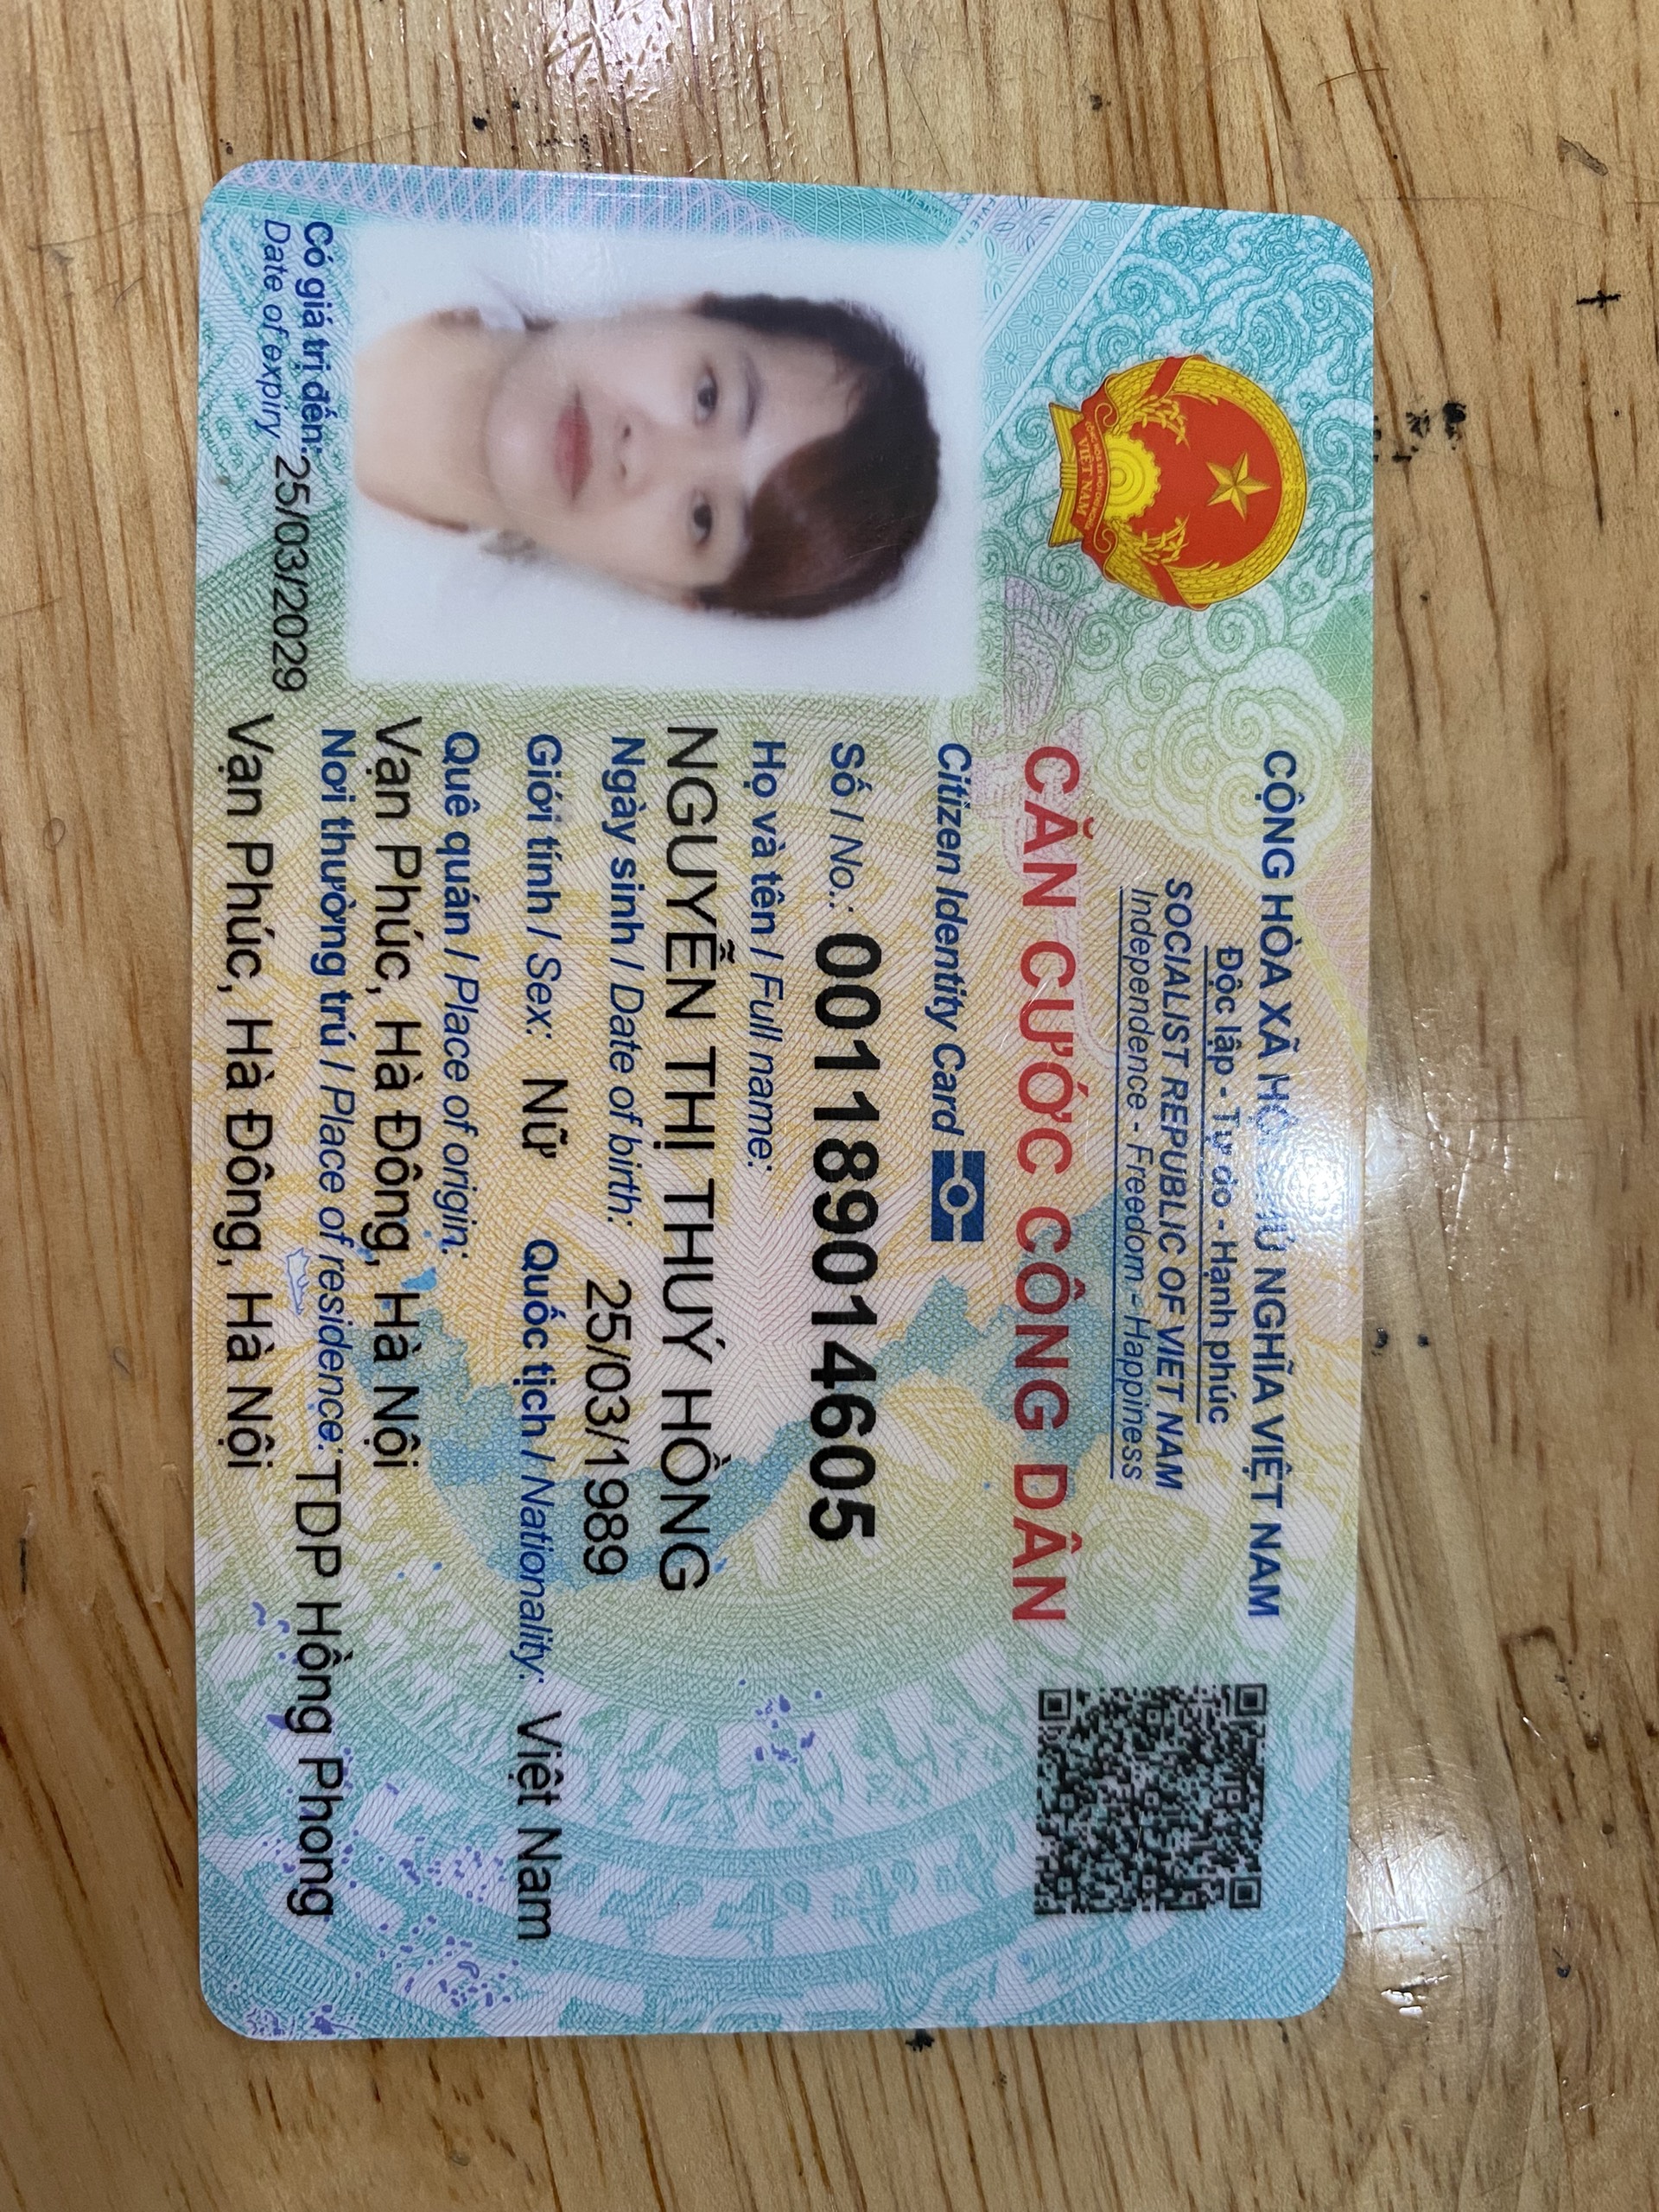 CỘNG HÒA XÃ HỘI CHỦ NGHĨA VIỆT NAM
Độc lập - Tự do - Hạnh phúc
SOCIALIST REPUBLIC OF VIET NAM
Independence - Freedom - Happiness
CỘNG HÒA XÃ HỘI CHỦ NGHĨA
VIỆT NAM
CĂN CƯỚC CÔNG DÂN
Citizen Identity Card
Số / No.: 001189014605
Họ và tên / Full name:
NGUYỄN THỊ THUÝ HỒNG
Ngày sinh / Date of birth: 25/03/1989
Giới tính / Sex: Nữ Quốc tịch / Nationality: Việt Nam
Quê quán / Place of origin:
Vạn Phúc, Hà Đông, Hà Nội
Nơi thường trú / Place of residence: TDP Hồng Phong
Vạn Phúc, Hà Đông, Hà Nội
Có giá trị đến: 25/03/2029
Date of expiry